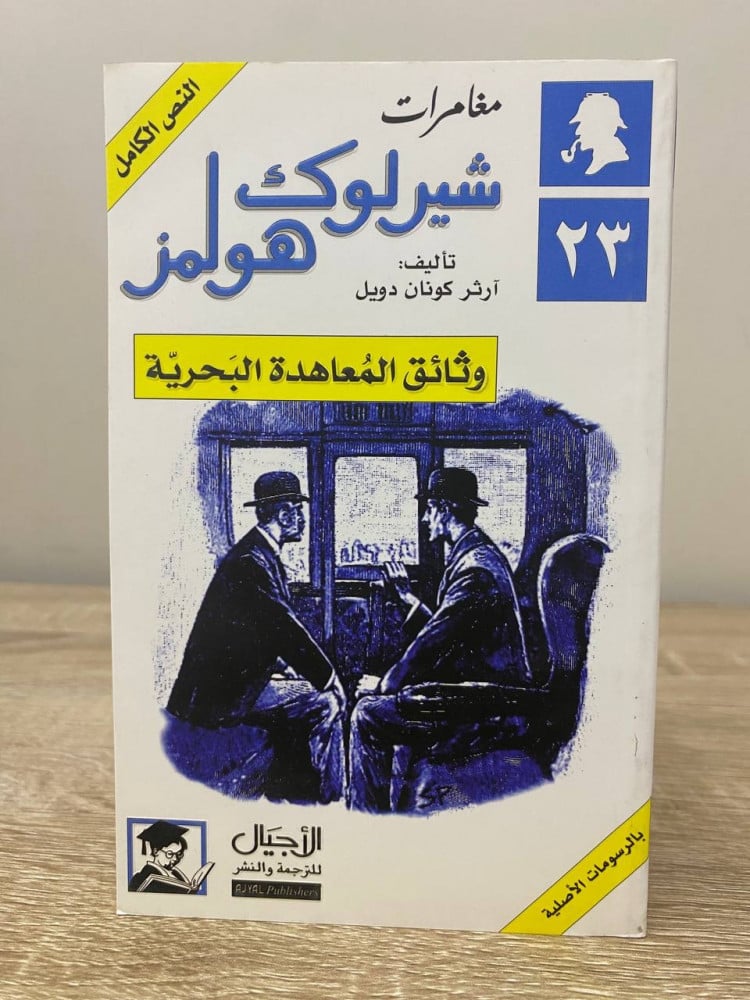 النص الكامل
مغامرات
شيرلوك
هولمز
٢٣
تأليف:
آرثر كونان دويل
وثائق المُعاهدة البَحريّة
SP
الأجيال
للترجمة والنشر
AJYAL Publishers
بالرسومات الأصلية